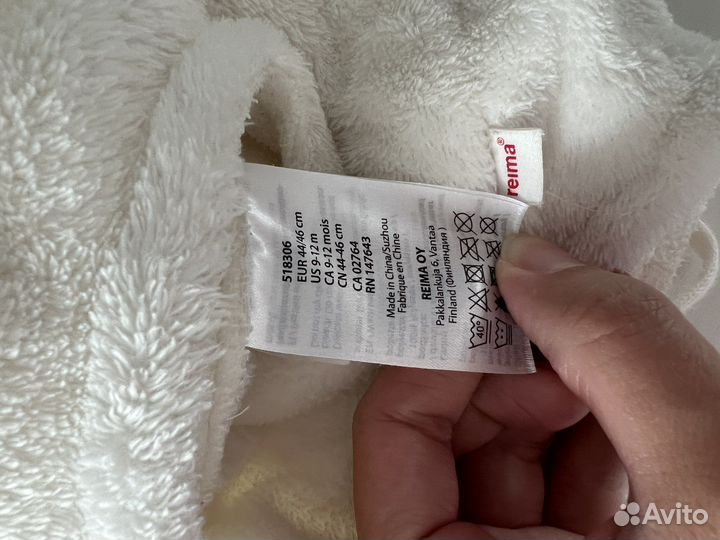 reima®
518306
EUR 44/46 cm
US 9-12 m
CA 9-12 mois
CN 44-46 cm
CA 02764
RN 147643
Made in China/Suzhou
Fabrique en Chine
REIMA OY
Pakkalankuja 6, Vantaa
Finland (Финляндия)
40°
Avito